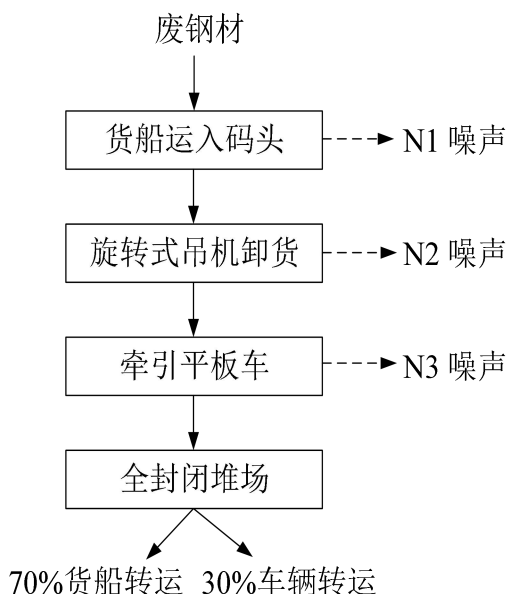 废钢材
货船运入码头
N1 噪声
旋转式吊机卸货
N2 噪声
牵引平板车
N3 噪声
全封闭堆场
70%货船转运 30%车辆转运